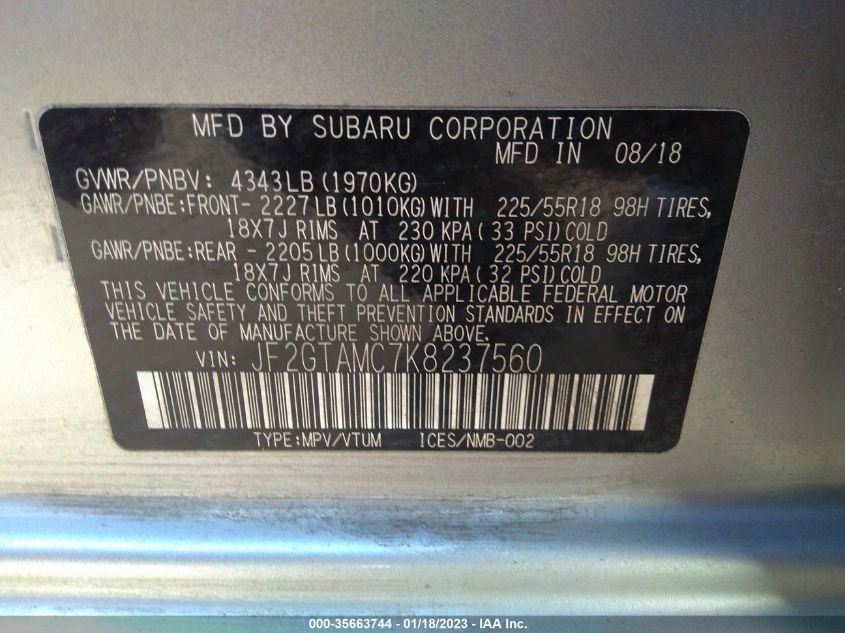 MFD BY SUBARU CORPORATION
MFD IN 08/18
GVWR/PNBV: 4343LB (1970KG)
GAWR/PNBE:FRONT- 2227 LB (1010KG) WITH 225/55R18 98H TIRES,
18X7J RIMS AT 230 KPA ( 33 PSI) COLD
GAWR/PNBE:REAR - 2205 LB (1000KG) WITH 225/55R18 98H TIRES,
18X7J RIMS AT 220 KPA ( 32 PSI) COLD
THIS VEHICLE CONFORMS TO ALL APPLICABLE FEDERAL MOTOR
VEHICLE SAFETY AND THEFT PREVENTION STANDARDS IN EFFECT ON
THE DATE OF MANUFACTURE SHOWN ABOVE.
VIN: JF2GTAMC7K8237560
TYPE:MPV/VTUM ICES/NMB-002
000-35663744 - 01/18/2023 - IAA Inc.